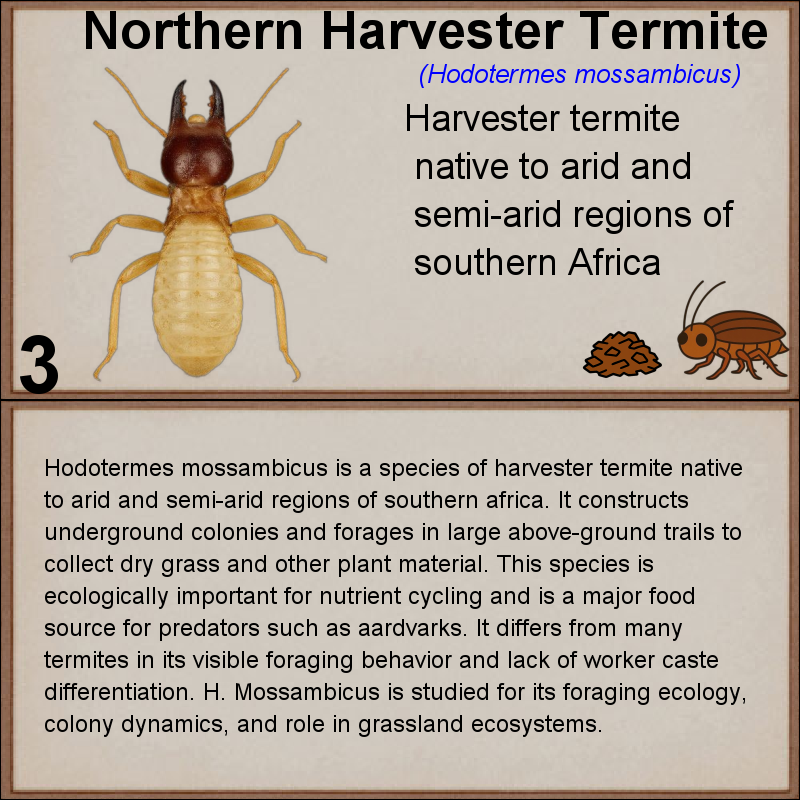 Northern Harvester Termite
(Hodotermes mossambicus)
Harvester termite
native to arid and
semi-arid regions of
southern Africa
3
Hodotermes mossambicus is a species of harvester termite native
to arid and semi-arid regions of southern africa. It constructs
underground colonies and forages in large above-ground trails to
collect dry grass and other plant material. This species is
ecologically important for nutrient cycling and is a major food
source for predators such as aardvarks. It differs from many
termites in its visible foraging behavior and lack of worker caste
differentiation. H. Mossambicus is studied for its foraging ecology,
colony dynamics, and role in grassland ecosystems.